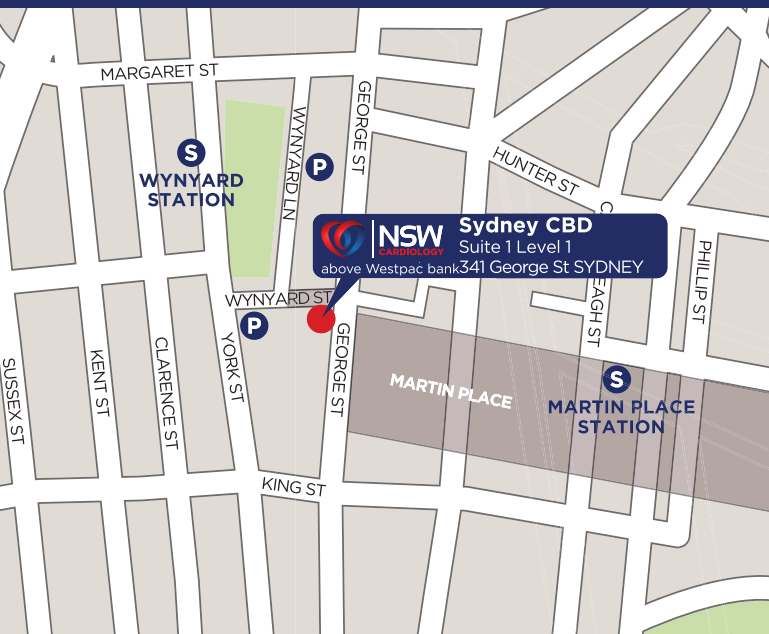 MARGARET ST
GEORGE ST
WYNYARD LN
P
S
WYNYARD
STATION
HUNTER ST
NSW
CARDIOLOGY
above Westpac bank
Sydney CBD
Suite 1 Level 1
341 George St SYDNEY
C
EAGH ST
PHILLIP ST
WYNYARD ST
P
GEORGE ST
YORK ST
CLARENCE ST
KENT ST
SUSSEX ST
MARTIN PLACE
S
MARTIN PLACE
STATION
KING ST